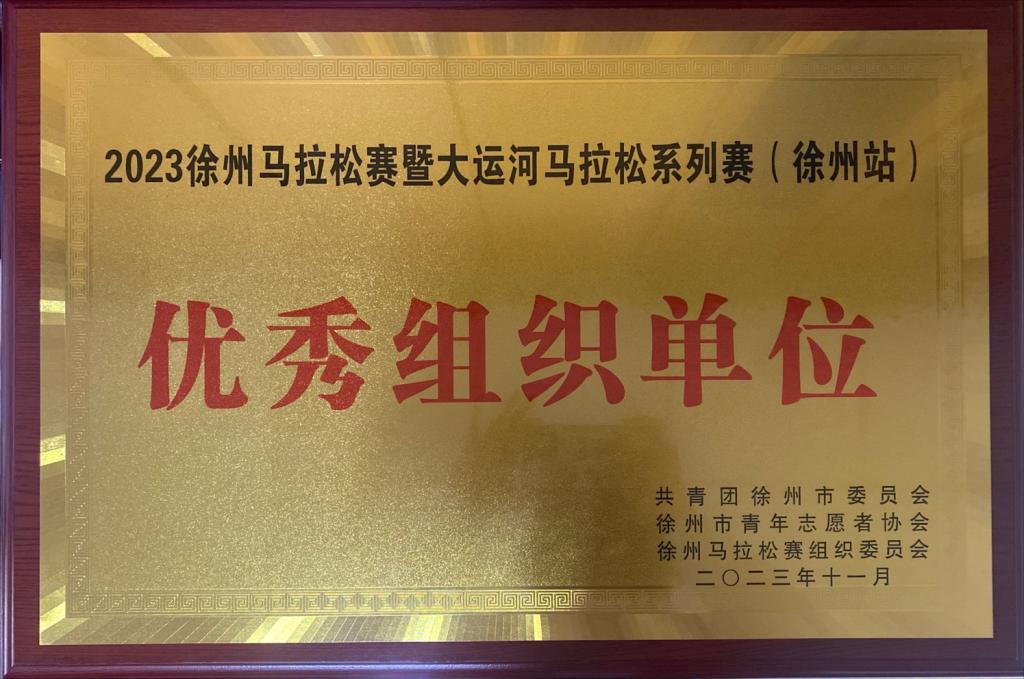 2023徐州马拉松赛暨大运河马拉松系列赛（徐州站）
优秀组织单位
共青团徐州市委员会
徐州市青年志愿者协会
徐州马拉松赛组织委员会
二〇二三年十一月